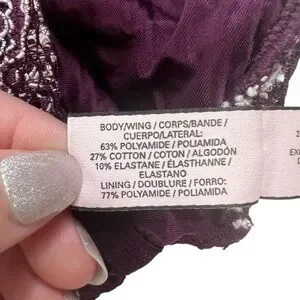 BODY/WING / CORPS/BANDE /
CUERPO/LATERAL:
63% POLYAMIDE / POLIAMIDA
27% COTTON / COTON / ALGODÓN
10% ELASTANE / ÉLASTHANNE /
ELASTANO
LINING / DOUBLURE / FORRO:
77% POLYAMIDE / POLIAMIDA